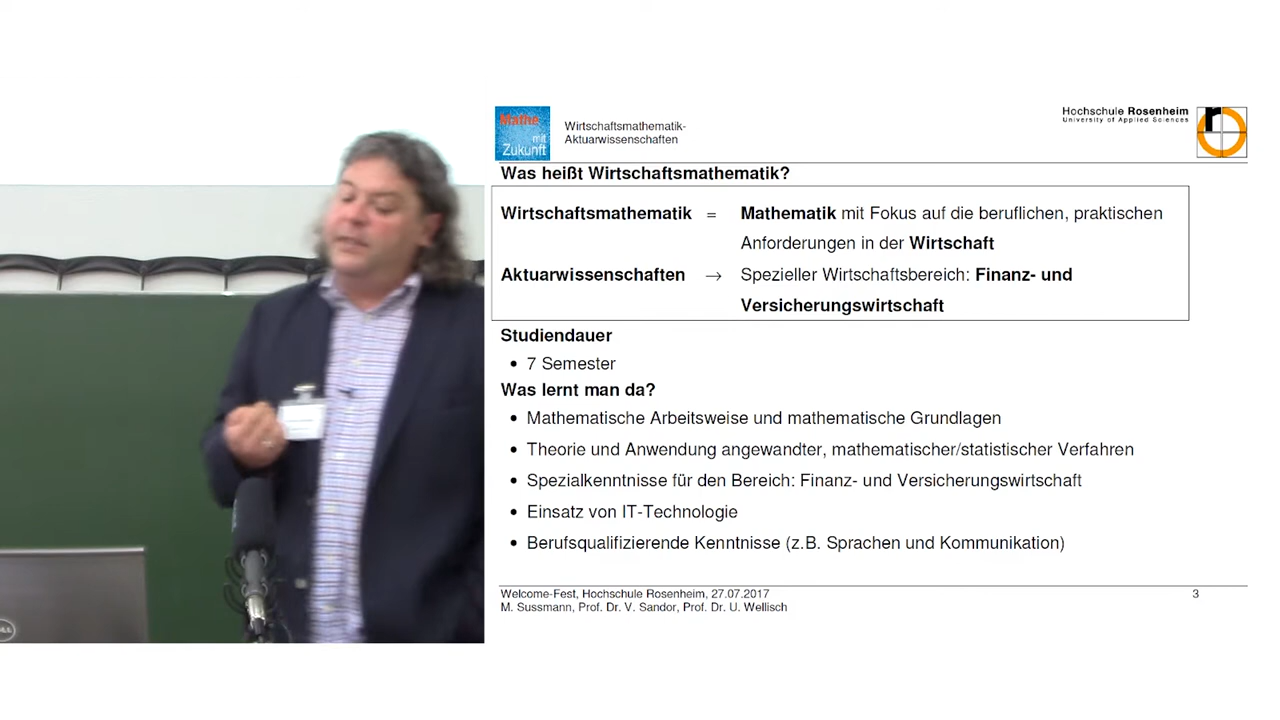 Mathe
mit
Zukunft
Wirtschaftsmathematik-
Aktuarwissenschaften
Hochschule Rosenheim
University of Applied Sciences
r
Was heißt Wirtschaftsmathematik?
Wirtschaftsmathematik = Mathematik mit Fokus auf die beruflichen, praktischen
Anforderungen in der Wirtschaft
Aktuarwissenschaften → Spezieller Wirtschaftsbereich: Finanz- und
Versicherungswirtschaft
Studiendauer
• 7 Semester
Was lernt man da?
• Mathematische Arbeitsweise und mathematische Grundlagen
• Theorie und Anwendung angewandter, mathematischer/statistischer Verfahren
• Spezialkenntnisse für den Bereich: Finanz- und Versicherungswirtschaft
• Einsatz von IT-Technologie
• Berufsqualifizierende Kenntnisse (z.B. Sprachen und Kommunikation)
Welcome-Fest, Hochschule Rosenheim, 27.07.2017 3
M. Sussmann, Prof. Dr. V. Sandor, Prof. Dr. U. Wellisch